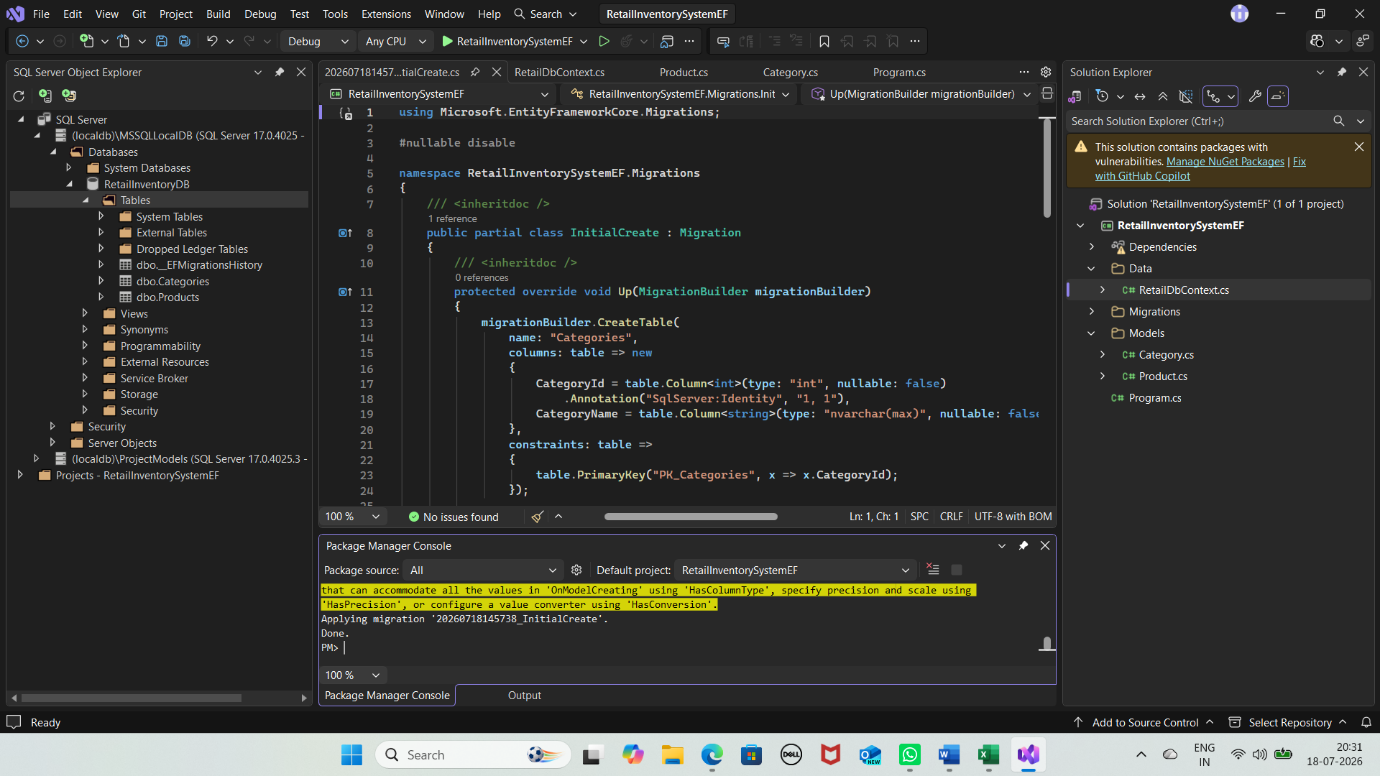 File Edit View Git Project Build Debug Test Tools Extensions Window Help Search RetailInventorySystemEF
Debug Any CPU RetailInventorySystemEF
SQL Server Object Explorer
SQL Server
(localdb)\MSSQLLocalDB (SQL Server 17.0.4025 -
Databases
System Databases
RetailInventoryDB
Tables
System Tables
External Tables
Dropped Ledger Tables
dbo.__EFMigrationsHistory
dbo.Categories
dbo.Products
Views
Synonyms
Programmability
External Resources
Service Broker
Storage
Security
Security
Server Objects
(localdb)\ProjectModels (SQL Server 17.0.4025.3 -
Projects - RetailInventorySystemEF
202607181457...tialCreate.cs RetailDbContext.cs Product.cs Category.cs Program.cs
RetailInventorySystemEF RetailInventorySystemEF.Migrations.Init Up(MigrationBuilder migrationBuilder)
1 using Microsoft.EntityFrameworkCore.Migrations;
2
3 #nullable disable
4
5 namespace RetailInventorySystemEF.Migrations
6 {
7 /// <inheritdoc />
1 reference
8 public partial class InitialCreate : Migration
9 {
10 /// <inheritdoc />
0 references
11 protected override void Up(MigrationBuilder migrationBuilder)
12 {
13 migrationBuilder.CreateTable(
14 name: "Categories",
15 columns: table => new
16 {
17 CategoryId = table.Column<int>(type: "int", nullable: false)
18 .Annotation("SqlServer:Identity", "1, 1"),
19 CategoryName = table.Column<string>(type: "nvarchar(max)", nullable: false
20 },
21 constraints: table =>
22 {
23 table.PrimaryKey("PK_Categories", x => x.CategoryId);
24 });
100 % No issues found Ln: 1, Ch: 1 SPC CRLF UTF-8 with BOM
Package Manager Console
Package source: All Default project: RetailInventorySystemEF
that can accommodate all the values in 'OnModelCreating' using 'HasColumnType', specify precision and scale using
'HasPrecision', or configure a value converter using 'HasConversion'.
Applying migration '20260718145738_InitialCreate'.
Done.
PM>
100 %
Package Manager Console Output
Solution Explorer
Search Solution Explorer (Ctrl+;)
This solution contains packages with
vulnerabilities. Manage NuGet Packages | Fix
with GitHub Copilot
Solution 'RetailInventorySystemEF' (1 of 1 project)
RetailInventorySystemEF
Dependencies
Data
C# RetailDbContext.cs
Migrations
Models
C# Category.cs
C# Product.cs
C# Program.cs
Ready Add to Source Control Select Repository
Search DELL NEW ENG 20:31
IN 18-07-2026